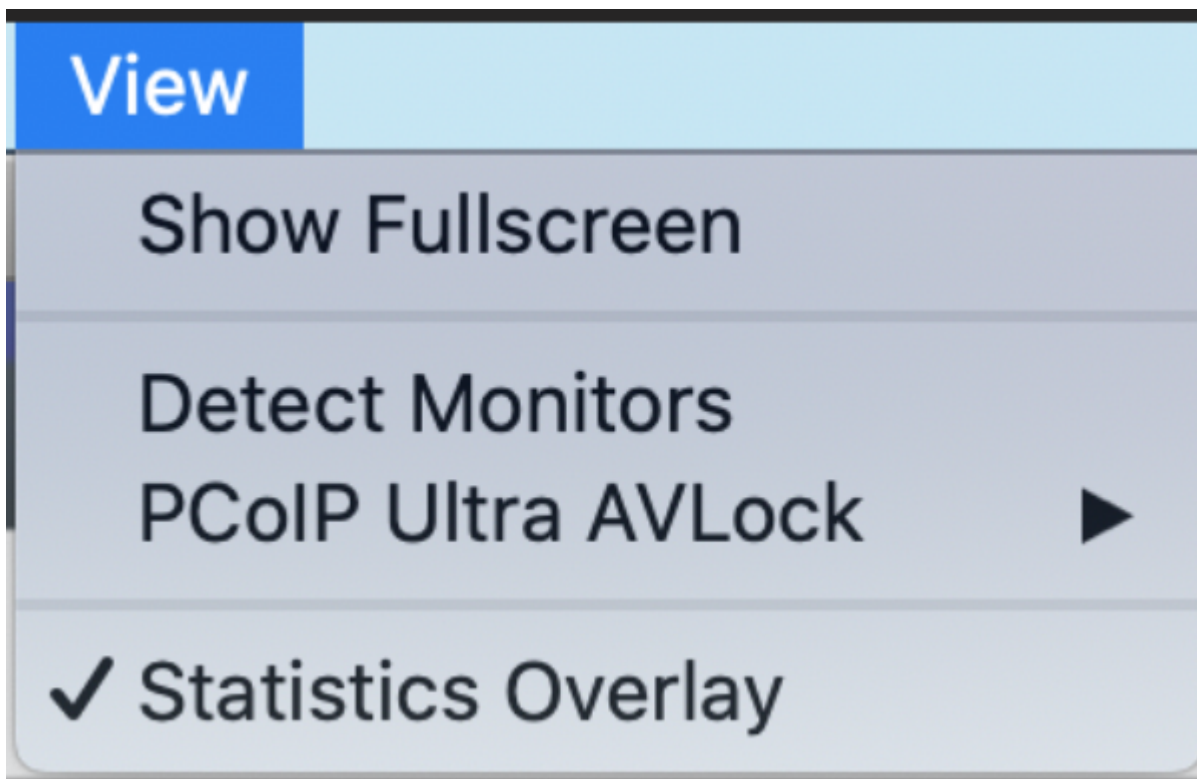 View
Show Fullscreen
Detect Monitors
PCoIP Ultra AVLock
Statistics Overlay